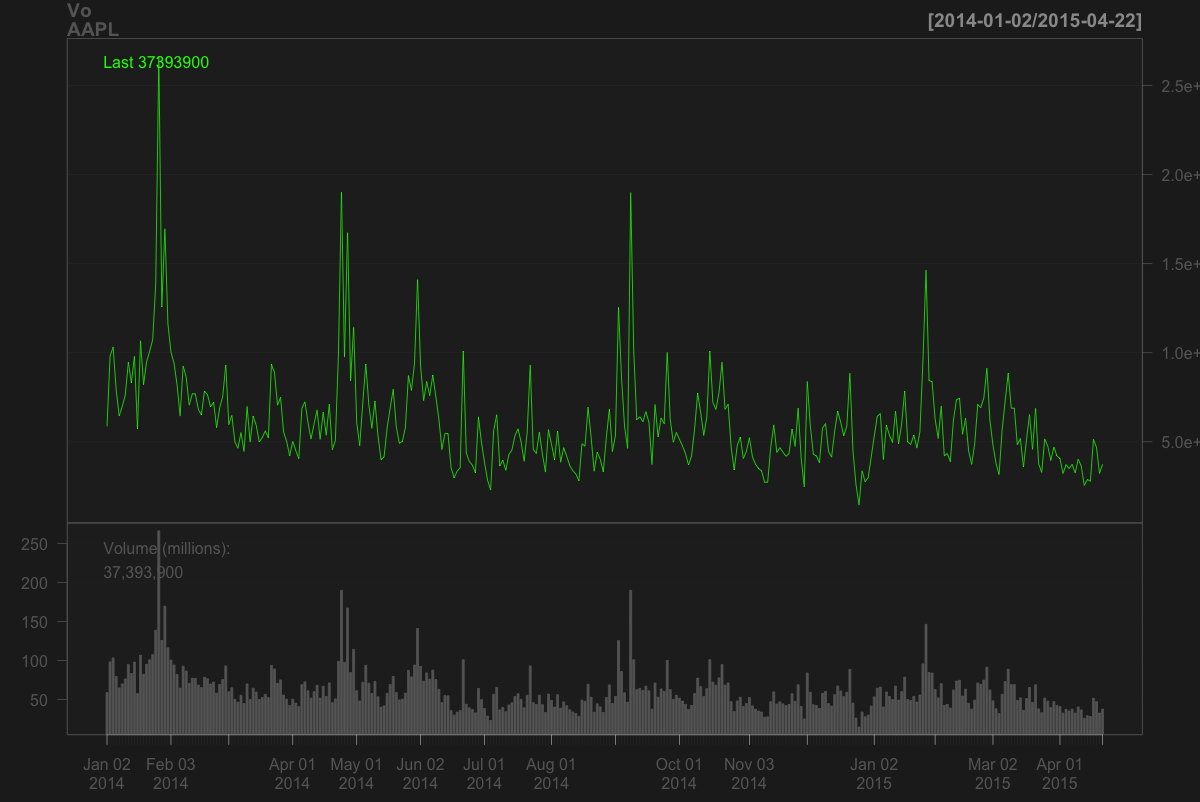 Vo
AAPL
[2014-01-02/2015-04-22]
Last 37393900
2.5e+
2.0e+
1.5e+
1.0e+
5.0e+
Volume (millions):
37,393,900
250
200
150
100
50
Jan 02 Feb 03 Apr 01 May 01 Jun 02 Jul 01 Aug 01 Oct 01 Nov 03 Jan 02 Mar 02 Apr 01
2014 2014 2014 2014 2014 2014 2014 2014 2014 2015 2015 2015